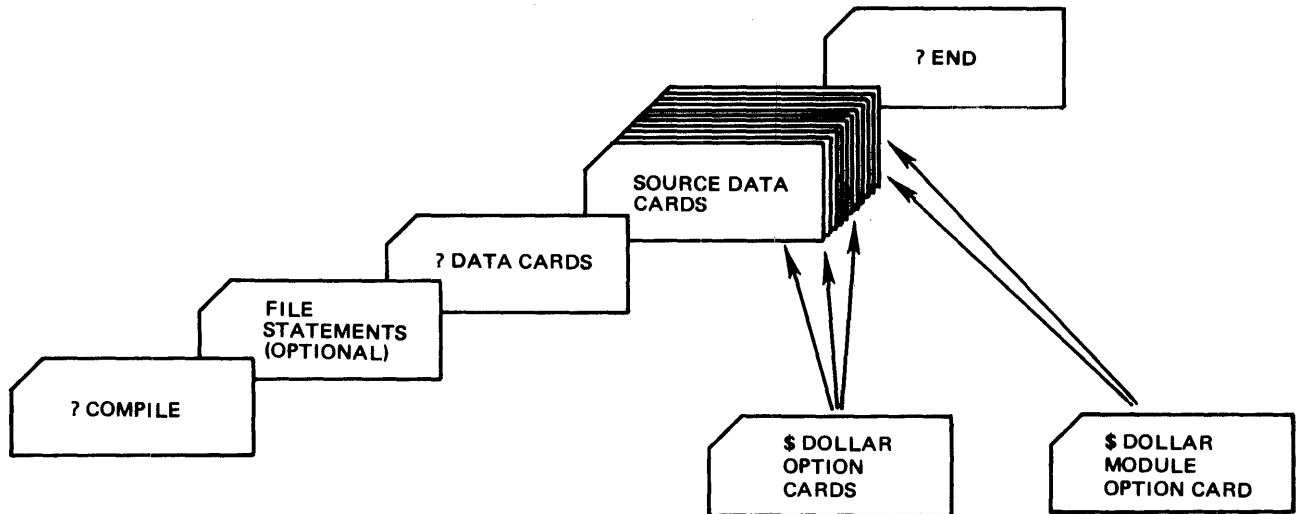 ? END
SOURCE DATA
CARDS
? DATA CARDS
FILE
STATEMENTS
(OPTIONAL)
? COMPILE
$ DOLLAR
OPTION
CARDS
$ DOLLAR
MODULE
OPTION CARD